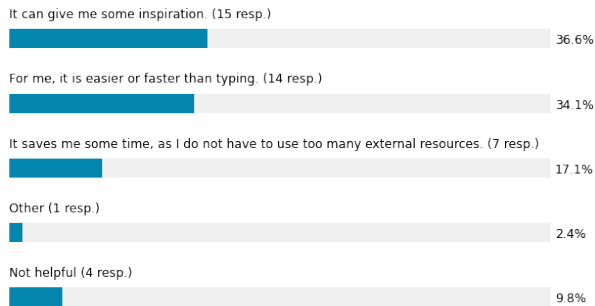 It can give me some inspiration. (15 resp.)
36.6%
For me, it is easier or faster than typing. (14 resp.)
34.1%
It saves me some time, as I do not have to use too many external resources. (7 resp.)
17.1%
Other (1 resp.)
2.4%
Not helpful (4 resp.)
9.8%